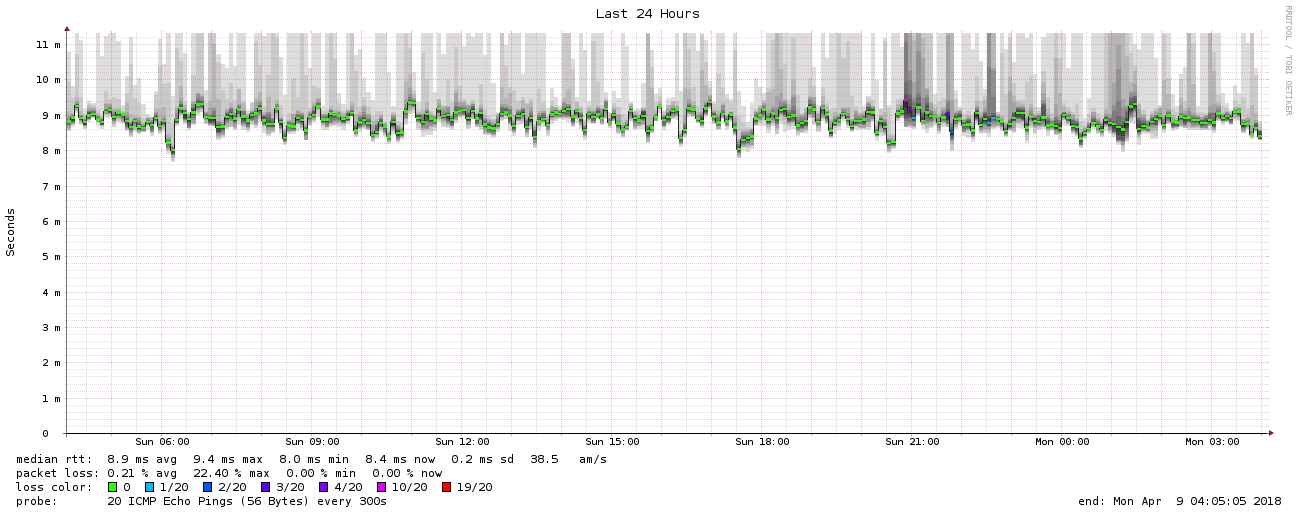 Last 24 Hours
RRDTOOL / TOBI OETIKER
11 m
10 m
9 m
8 m
7 m
6 m
5 m
4 m
3 m
2 m
1 m
0
Seconds
Sun 06:00 Sun 09:00 Sun 12:00 Sun 15:00 Sun 18:00 Sun 21:00 Mon 00:00 Mon 03:00
median rtt: 8.9 ms avg 9.4 ms max 8.0 ms min 8.4 ms now 0.2 ms sd 38.5 am/s
packet loss: 0.21 % avg 22.40 % max 0.00 % min 0.00 % now
loss color: 0 1/20 2/20 3/20 4/20 10/20 19/20
probe: 20 ICMP Echo Pings (56 Bytes) every 300s end: Mon Apr 9 04:05:05 2018